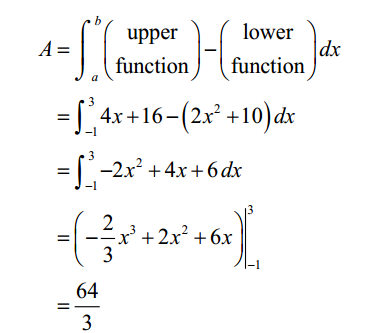 A = ∫_a^b (upper function) − (lower function) dx
= ∫_{−1}^{3} 4x + 16 − (2x² + 10) dx
= ∫_{−1}^{3} −2x² + 4x + 6 dx
= (−2/3 x³ + 2x² + 6x)|_{−1}^{3}
= 64/3